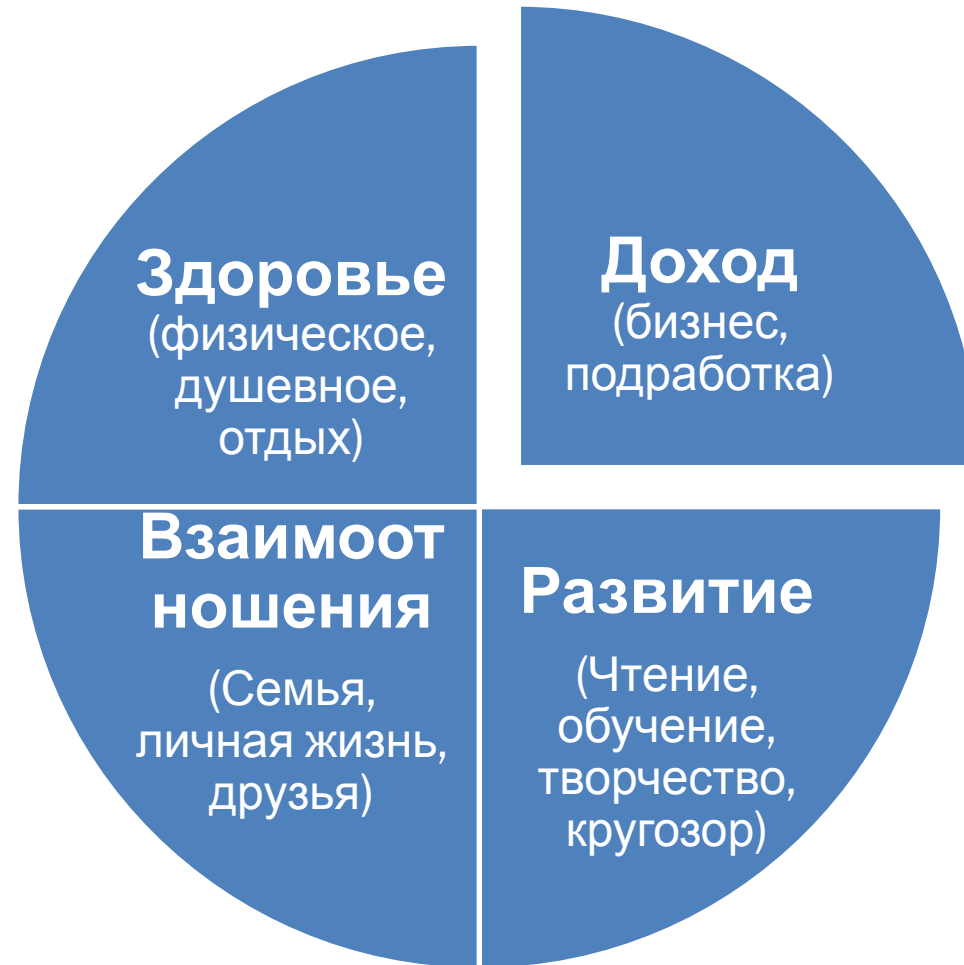 Здоровье
(физическое,
душевное,
отдых)
Доход
(бизнес,
подработка)
Взаимоот
ношения
(Семья,
личная жизнь,
друзья)
Развитие
(Чтение,
обучение,
творчество,
кругозор)